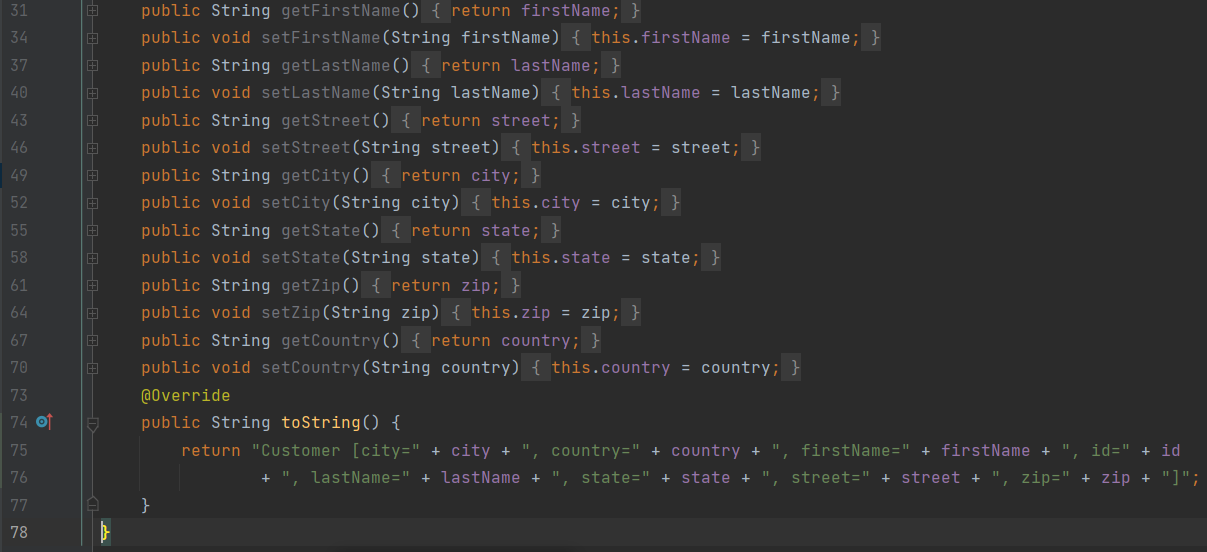 31 public String getFirstName() { return firstName; }
34 public void setFirstName(String firstName) { this.firstName = firstName; }
37 public String getLastName() { return lastName; }
40 public void setLastName(String lastName) { this.lastName = lastName; }
43 public String getStreet() { return street; }
46 public void setStreet(String street) { this.street = street; }
49 public String getCity() { return city; }
52 public void setCity(String city) { this.city = city; }
55 public String getState() { return state; }
58 public void setState(String state) { this.state = state; }
61 public String getZip() { return zip; }
64 public void setZip(String zip) { this.zip = zip; }
67 public String getCountry() { return country; }
70 public void setCountry(String country) { this.country = country; }
73 @Override
74 public String toString() {
75 return "Customer [city=" + city + ", country=" + country + ", firstName=" + firstName + ", id=" + id
76 + ", lastName=" + lastName + ", state=" + state + ", street=" + street + ", zip=" + zip + "]";
77 }
78 }